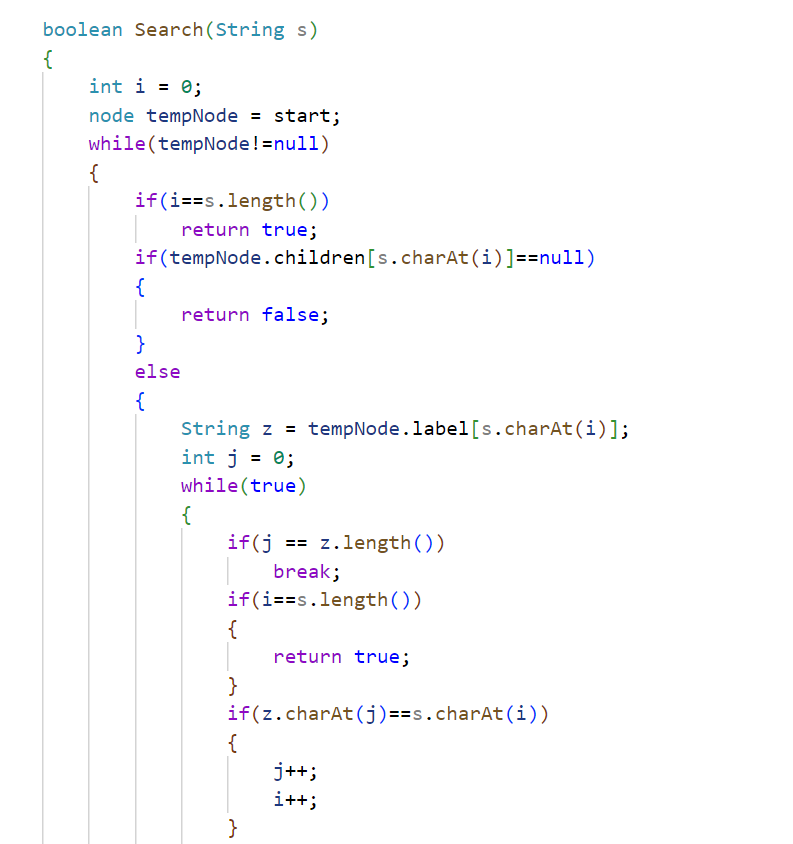 boolean Search(String s)
{
    int i = 0;
    node tempNode = start;
    while(tempNode!=null)
    {
        if(i==s.length())
            return true;
        if(tempNode.children[s.charAt(i)]==null)
        {
            return false;
        }
        else
        {
            String z = tempNode.label[s.charAt(i)];
            int j = 0;
            while(true)
            {
                if(j == z.length())
                    break;
                if(i==s.length())
                {
                    return true;
                }
                if(z.charAt(j)==s.charAt(i))
                {
                    j++;
                    i++;
                }